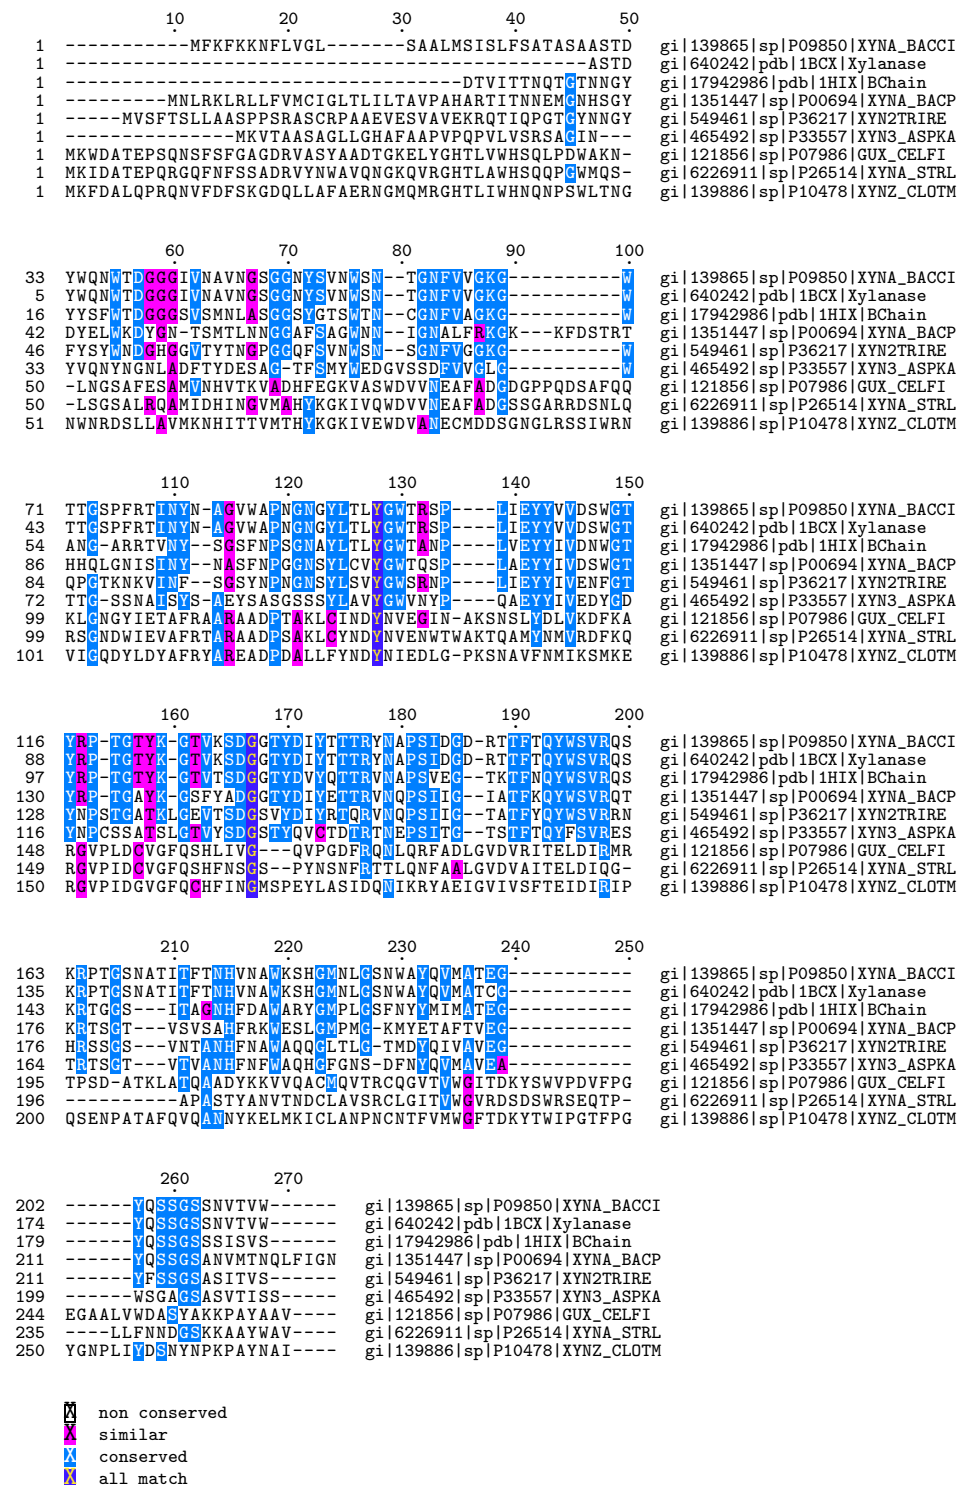 10 20 30 40 50
1 -----------MFKFKKNFLVGL-------SAALMSISLFSATASAASTD gi|139865|sp|P09850|XYNA_BACCI
1 ----------------------------------------------ASTD gi|640242|pdb|1BCX|Xylanase
1 -----------------------------------DTVITTNQTGTNNGY gi|17942986|pdb|1HIX|BChain
1 ---------MNLRKLRLLFVMCIGLTLILTAVPAHARTITNNEMGNHSGY gi|1351447|sp|P00694|XYNA_BACP
1 -----MVSFTSLLAASPPSRASCRPAAEVESVAVEKRQTIQPGTGYNNGY gi|549461|sp|P36217|XYN2TRIRE
1 ---------------MKVTAASAGLLGHAFAAPVPQPVLVSRSAGIN--- gi|465492|sp|P33557|XYN3_ASPKA
1 MKWDATEPSQNSFSFGAGDRVASYAADTGKELYGHTLVWHSQLPDWAKN- gi|121856|sp|P07986|GUX_CELFI
1 MKIDATEPQRGQFNFSSADRVYNWAVQNGKQVRGHTLAWHSQQPGWMQS- gi|6226911|sp|P26514|XYNA_STRL
1 MKFDALQPRQNVFDFSKGDQLLAFAERNGMQMRGHTLIWHNQNPSWLTNG gi|139886|sp|P10478|XYNZ_CLOTM
60 70 80 90 100
33 YWQNWTDGGGIVNAVNGSGGNYSVNWSN--TGNFVVGKG----------W gi|139865|sp|P09850|XYNA_BACCI
5 YWQNWTDGGGIVNAVNGSGGNYSVNWSN--TGNFVVGKG----------W gi|640242|pdb|1BCX|Xylanase
16 YYSFWTDGGGSVSMNLASGGSYGTSWTN--CGNFVAGKG----------W gi|17942986|pdb|1HIX|BChain
42 DYELWKDYGN-TSMTLNNGGAFSAGWNN--IGNALFRKGK---KFDSTRT gi|1351447|sp|P00694|XYNA_BACP
46 FYSYWNDGHGGVTYTNGPGGQFSVNWSN--SGNFVGGKG----------W gi|549461|sp|P36217|XYN2TRIRE
33 YVQNYNGNLADFTYDESAG-TFSMYWEDGVSSDFVVGLG----------W gi|465492|sp|P33557|XYN3_ASPKA
50 -LNGSAFESAMVNHVTKVADHFEGKVASWDVVNEAFADGDGPPQDSAFQQ gi|121856|sp|P07986|GUX_CELFI
50 -LSGSALRQAMIDHINGVMAHYKGKIVQWDVVNEAFADGSSGARRDSNLQ gi|6226911|sp|P26514|XYNA_STRL
51 NWNRDSLLAVMKNHITTVMTHYKGKIVEWDVANECMDDSGNGLRSSIWRN gi|139886|sp|P10478|XYNZ_CLOTM
110 120 130 140 150
71 TTGSPFRTINYN-AGVWAPNGNGYLTLYGWTRSP----LIEYYVVDSWGT gi|139865|sp|P09850|XYNA_BACCI
43 TTGSPFRTINYN-AGVWAPNGNGYLTLYGWTRSP----LIEYYVVDSWGT gi|640242|pdb|1BCX|Xylanase
54 ANG-ARRTVNY--SGSFNPSGNAYLTLYGWTANP----LVEYYIVDNWGT gi|17942986|pdb|1HIX|BChain
86 HHQLGNISINY--NASFNPGGNSYLCVYGWTQSP----LAEYYIVDSWGT gi|1351447|sp|P00694|XYNA_BACP
84 QPGTKNKVINF--SGSYNPNGNSYLSVYGWSRNP----LIEYYIVENFGT gi|549461|sp|P36217|XYN2TRIRE
72 TTG-SSNAISYS-AEYSASGSSSYLAVYGWVNYP----QAEYYIVEDYGD gi|465492|sp|P33557|XYN3_ASPKA
99 KLGNGYIETAFRAARAADPTAKLCINDYNVEGIN-AKSNSLYDLVKDFKA gi|121856|sp|P07986|GUX_CELFI
99 RSGNDWIEVAFRTARAADPSAKLCYNDYNVENWTWAKTQAMYNMVRDFKQ gi|6226911|sp|P26514|XYNA_STRL
101 VIGQDYLDYAFRYAREADPDALLFYNDYNIEDLG-PKSNAVFNMIKSMKE gi|139886|sp|P10478|XYNZ_CLOTM
160 170 180 190 200
116 YRP-TGTYK-GTVKSDGGTYDIYTTTRYNAPSIDGD-RTTFTQYWSVRQS gi|139865|sp|P09850|XYNA_BACCI
88 YRP-TGTYK-GTVKSDGGTYDIYTTTRYNAPSIDGD-RTTFTQYWSVRQS gi|640242|pdb|1BCX|Xylanase
97 YRP-TGTYK-GTVTSDGGTYDVYQTTRVNAPSVEG--TKTFNQYWSVRQS gi|17942986|pdb|1HIX|BChain
130 YRP-TGAYK-GSFYADGGTYDIYETTRVNQPSIIG--IATFKQYWSVRQT gi|1351447|sp|P00694|XYNA_BACP
128 YNPSTGATKLGEVTSDGSVYDIYRTQRVNQPSIIG--TATFYQYWSVRRN gi|549461|sp|P36217|XYN2TRIRE
116 YNPCSSATSLGTVYSDGSTYQVCTDTRTNEPSITG--TSTFTQYFSVRES gi|465492|sp|P33557|XYN3_ASPKA
148 RGVPLDCVGFQSHLIVG--QVPGDFRQNLQRFADLGVDVRITELDIRMR gi|121856|sp|P07986|GUX_CELFI
149 RGVPIDCVGFQSHFNSGS--PYNSNFRTTLQNFAALGVDVAITELDIQG- gi|6226911|sp|P26514|XYNA_STRL
150 RGVPIDGVGFQCHFINGMSPEYLASIDQNIKRYAEIGVIVSFTEIDIRIP gi|139886|sp|P10478|XYNZ_CLOTM
210 220 230 240 250
163 KRPTGSNATITFTNHVNAWKSHGMNLGSNWAYQVMATEG----------- gi|139865|sp|P09850|XYNA_BACCI
135 KRPTGSNATITFTNHVNAWKSHGMNLGSNWAYQVMATCG----------- gi|640242|pdb|1BCX|Xylanase
143 KRTGGS---ITAGNHFDAWARYGMPLGSFNYYMIMATEG----------- gi|17942986|pdb|1HIX|BChain
176 KRTSGT---VSVSAHFRKWESLGMPMG-KMYETAFTVEG----------- gi|1351447|sp|P00694|XYNA_BACP
176 HRSSGS---VNTANHFNAWAQQGLTLG-TMDYQIVAVEG----------- gi|549461|sp|P36217|XYN2TRIRE
164 TRTSGT---VTVANHFNFWAQHGFGNS-DFNYQVMAVEA----------- gi|465492|sp|P33557|XYN3_ASPKA
195 TPSD-ATKLATQAADYKKVVQACMQVTRCQGVTVWGITDKYSWVPDVFPG gi|121856|sp|P07986|GUX_CELFI
196 ----------APASTYANVTNDCLAVSRCLGITVWGVRDSDSWRSEQTP- gi|6226911|sp|P26514|XYNA_STRL
200 QSENPATAFQVQANNYKELMKICLANPNCNTFVMWGFTDKYTWIPGTFPG gi|139886|sp|P10478|XYNZ_CLOTM
260 270
202 ------YQSSGSSNVTVW------ gi|139865|sp|P09850|XYNA_BACCI
174 ------YQSSGSSNVTVW------ gi|640242|pdb|1BCX|Xylanase
179 ------YQSSGSSSISVS------ gi|17942986|pdb|1HIX|BChain
211 ------YQSSGSANVMTNQLFIGN gi|1351447|sp|P00694|XYNA_BACP
211 ------YFSSGSASITVS------ gi|549461|sp|P36217|XYN2TRIRE
199 ------WSGAGSASVTISS----- gi|465492|sp|P33557|XYN3_ASPKA
244 EGAALVWDASYAKKPAYAAV---- gi|121856|sp|P07986|GUX_CELFI
235 ----LLFNNDGSKKAAYWAV---- gi|6226911|sp|P26514|XYNA_STRL
250 YGNPLIYDSNYNPKPAYNAI---- gi|139886|sp|P10478|XYNZ_CLOTM
X non conserved
X similar
X conserved
X all match